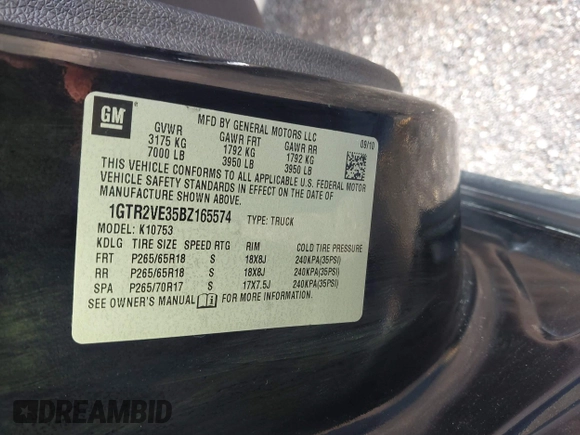 GM
MFD BY GENERAL MOTORS LLC
09/10
GVWR GAWR FRT GAWR RR
3175 KG 1792 KG 1792 KG
7000 LB 3950 LB 3950 LB
THIS VEHICLE CONFORMS TO ALL APPLICABLE U.S. FEDERAL MOTOR
VEHICLE SAFETY STANDARDS IN EFFECT ON THE DATE OF
MANUFACTURE SHOWN ABOVE.
1GTR2VE35BZ165574 TYPE: TRUCK
MODEL: K10753
KDLG TIRE SIZE SPEED RTG RIM COLD TIRE PRESSURE
FRT P265/65R18 S 18X8J 240KPA(35PSI)
RR P265/65R18 S 18X8J 240KPA(35PSI)
SPA P265/70R17 S 17X7.5J 240KPA(35PSI)
SEE OWNER'S MANUAL FOR MORE INFORMATION.
DREAMBID